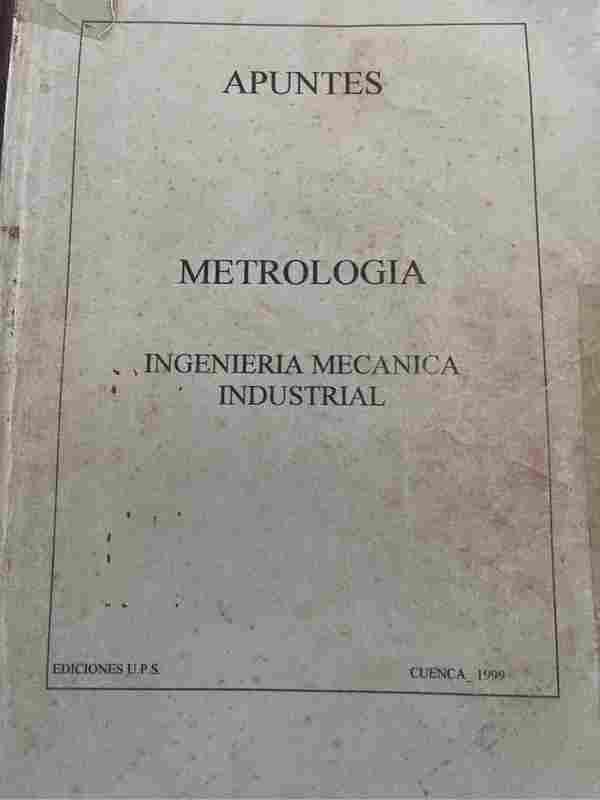 APUNTES
METROLOGIA
INGENIERIA MECANICA
INDUSTRIAL
EDICIONES U.P.S.
CUENCA_ 1999